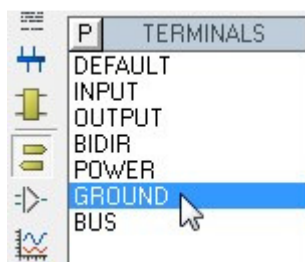 P TERMINALS
DEFAULT
INPUT
OUTPUT
BIDIR
POWER
GROUND
BUS